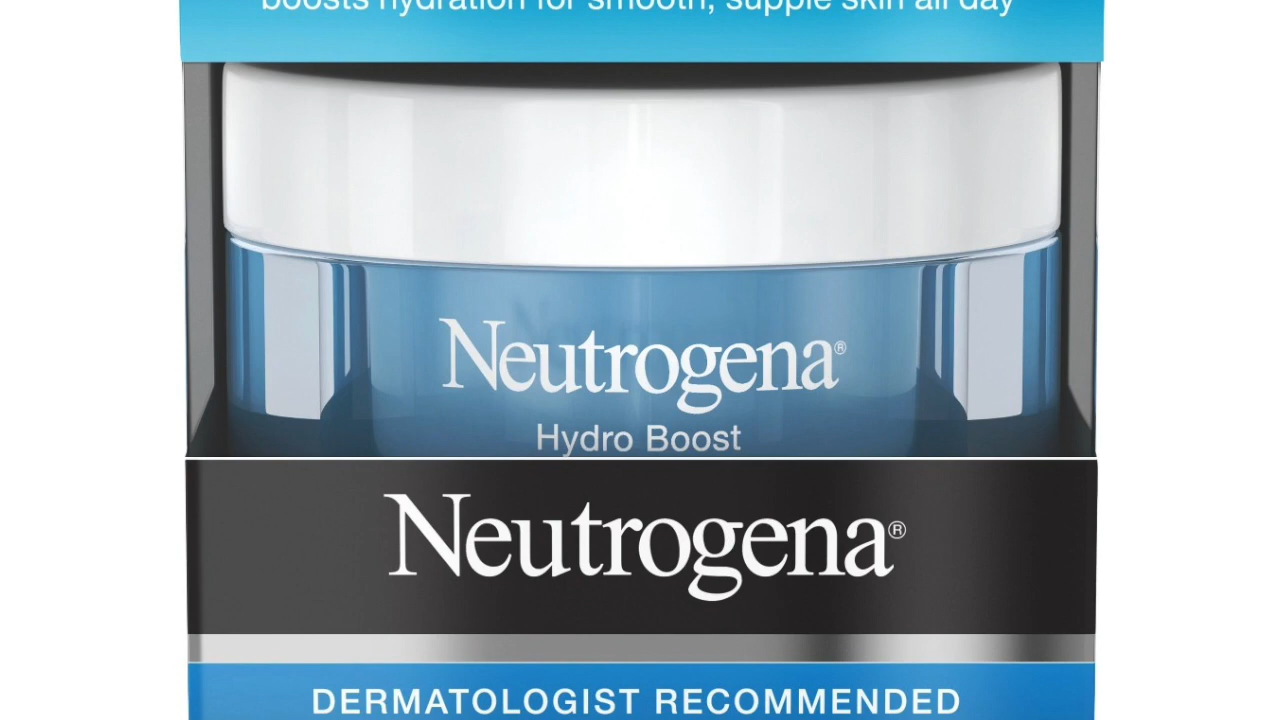 boosts hydration for smooth, supple skin all day
Neutrogena®
Hydro Boost
Neutrogena®
DERMATOLOGIST RECOMMENDED